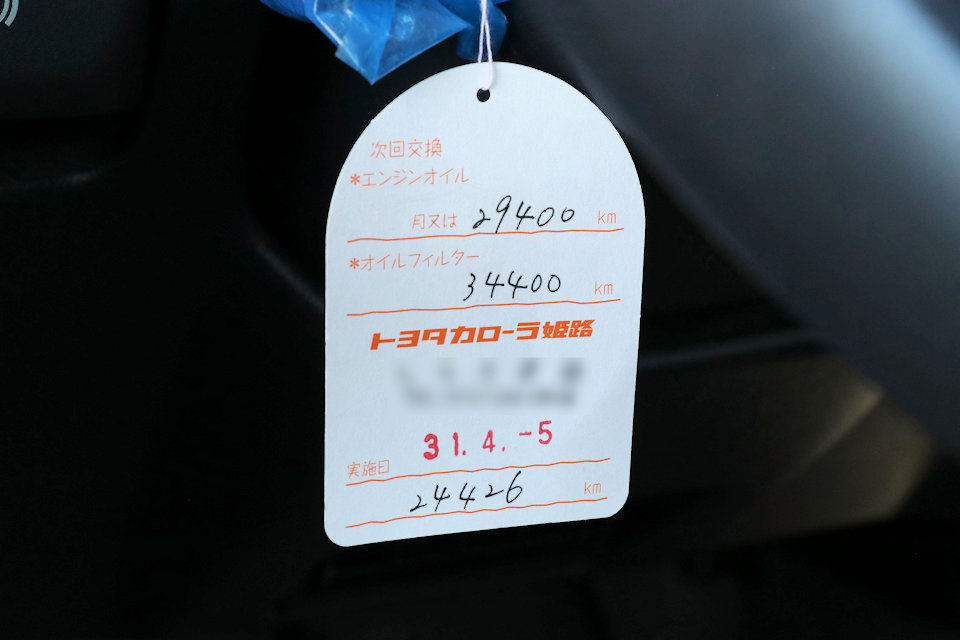 次回交換
*エンジンオイル
月又は 29400 km
*オイルフィルター
34400 km
トヨタカローラ姫路
31.4.-5
実施日
24426 km